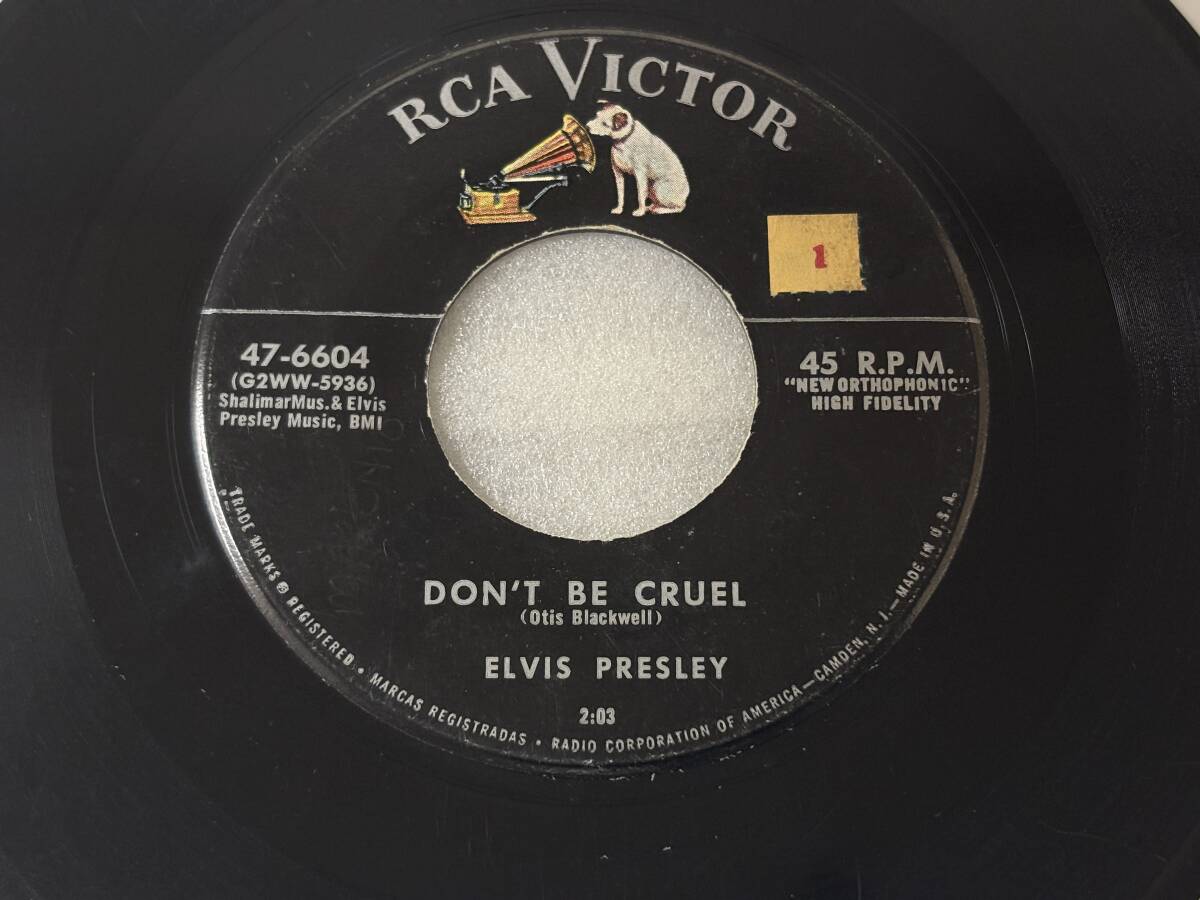 RCA VICTOR
1
47-6604
(G2WW-5936)
ShalimarMus.& Elvis
Presley Music, BMI
45 R.P.M.
"NEW ORTHOPHONIC"
HIGH FIDELITY
DON'T BE CRUEL
(Otis Blackwell)
ELVIS PRESLEY
2:03
TRADE MARKS ® REGISTERED • MARCAS REGISTRADAS • RADIO CORPORATION OF AMERICA—CAMDEN, N. J.—MADE IN U.S.A.